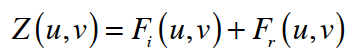 Z(u,v) = F_i(u,v) + F_r(u,v)